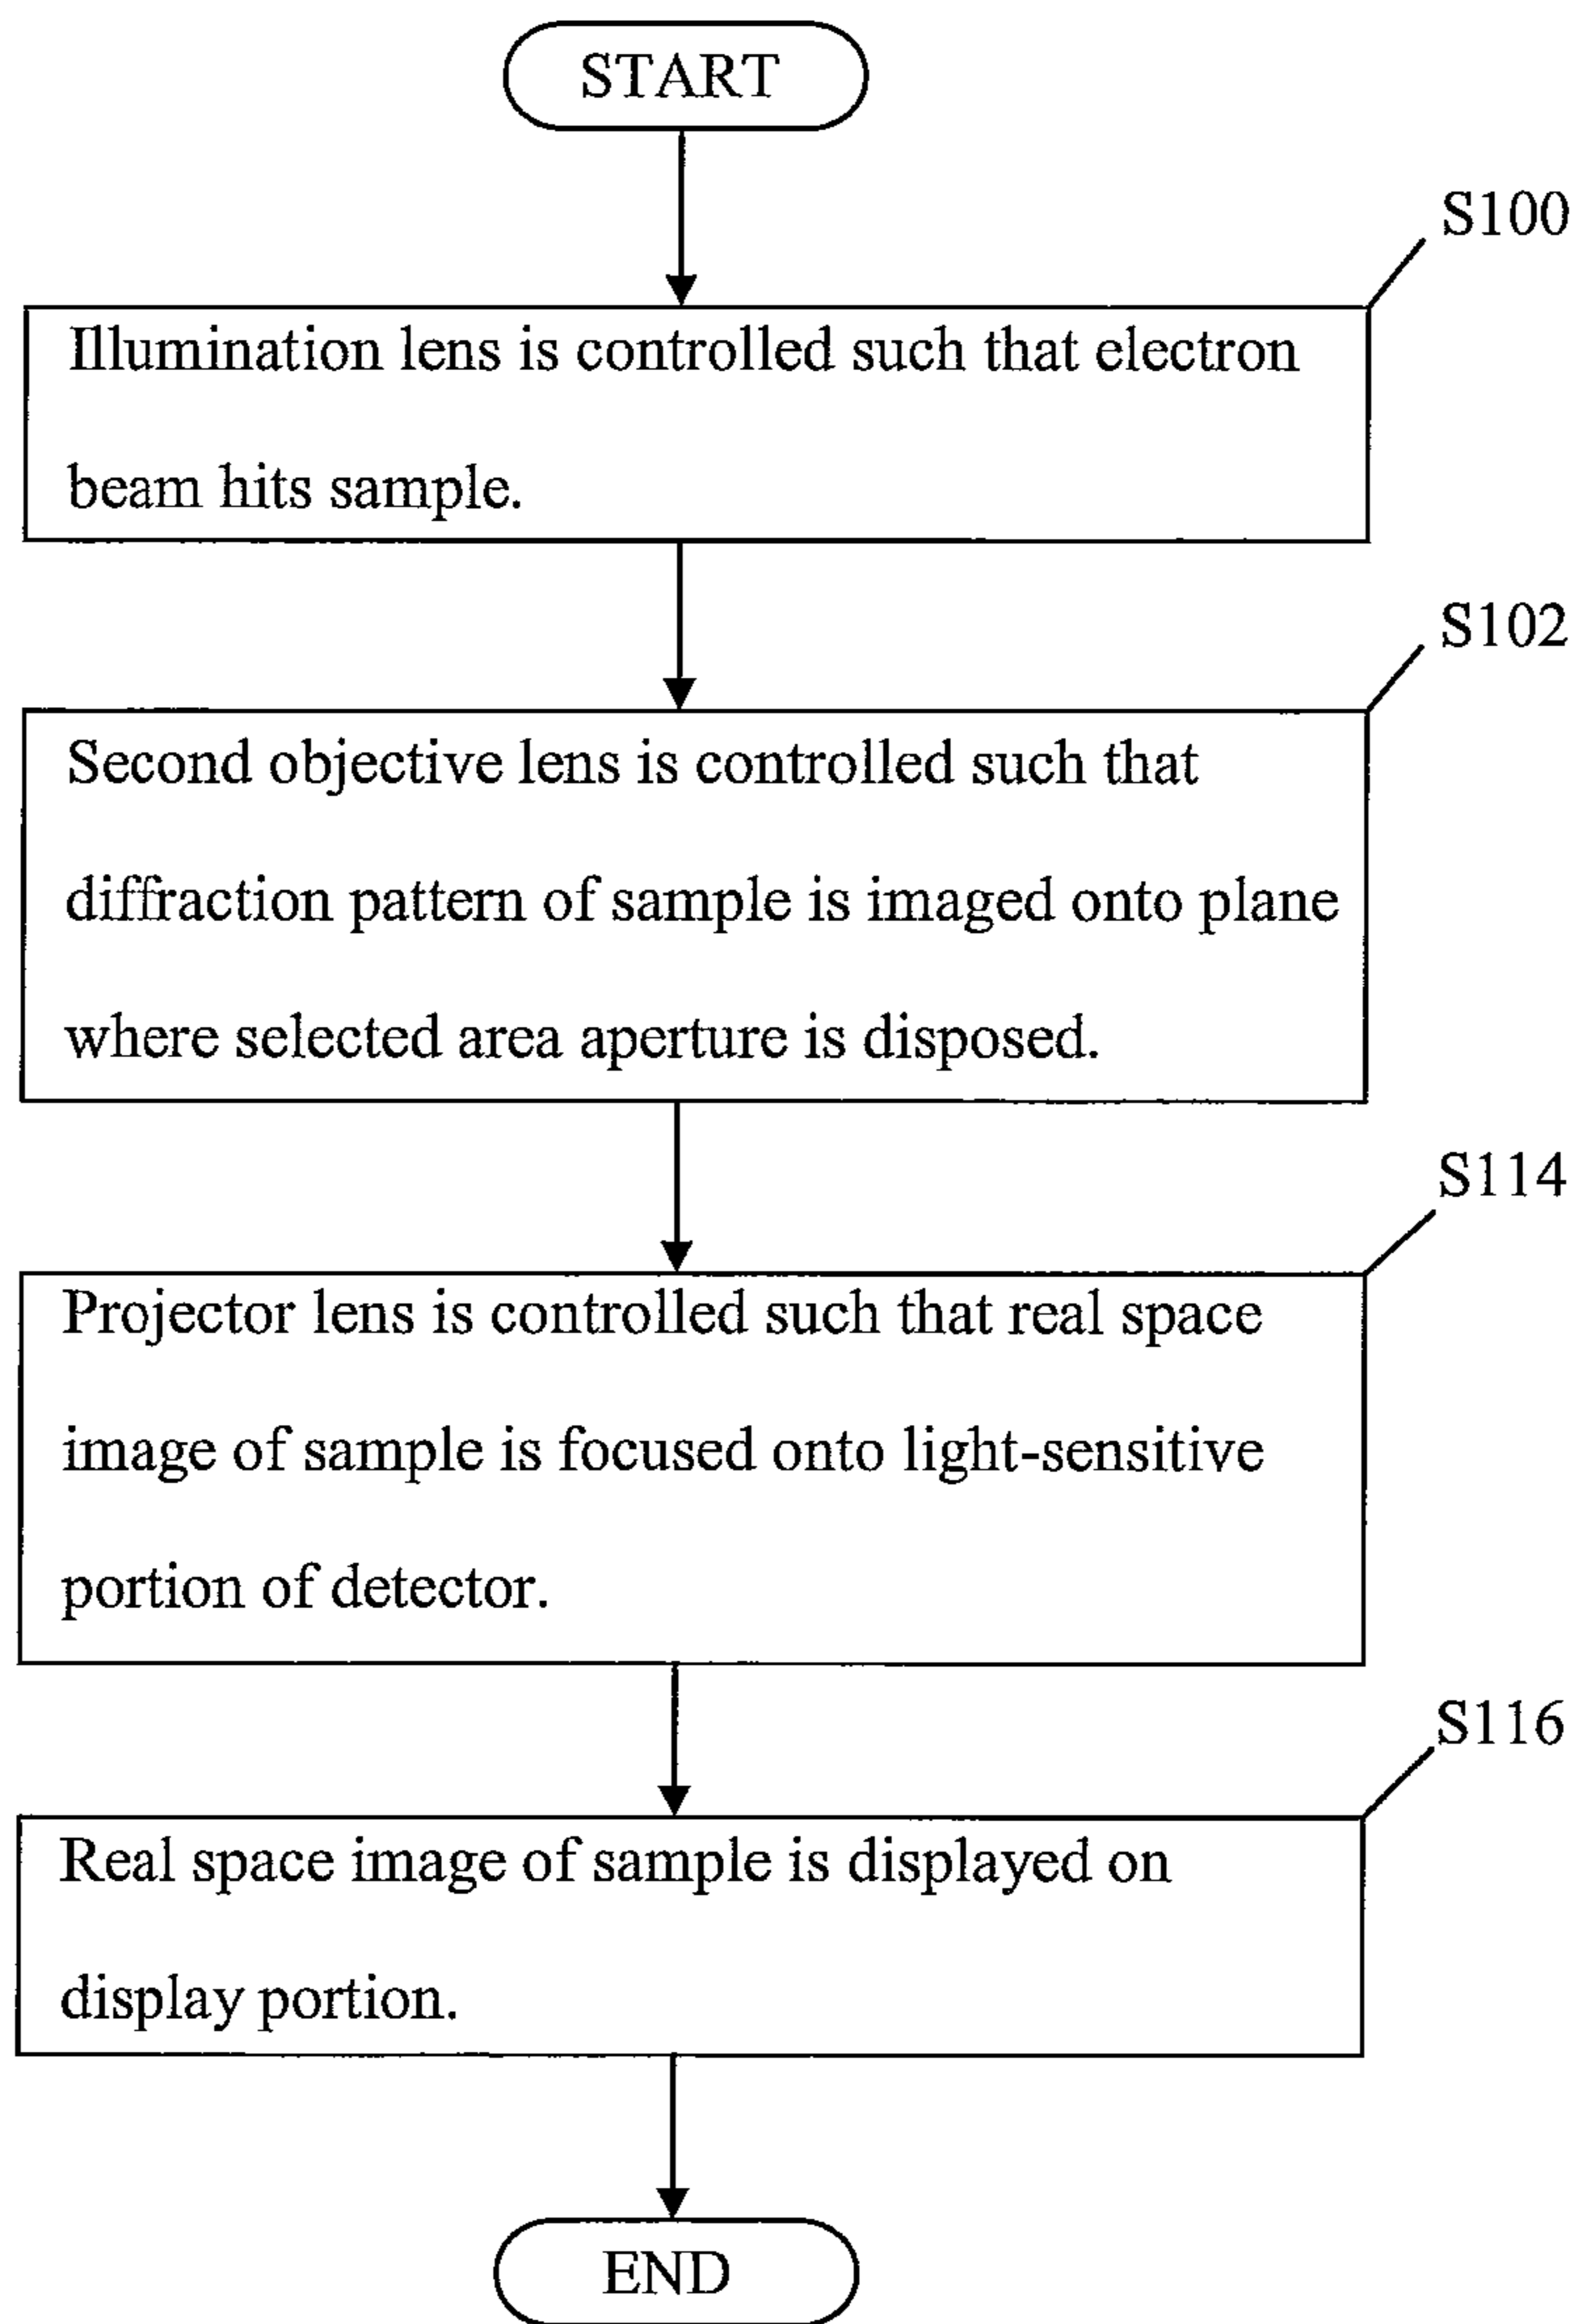 START
S100
Illumination lens is controlled such that electron
beam hits sample.
S102
Second objective lens is controlled such that
diffraction pattern of sample is imaged onto plane
where selected area aperture is disposed.
S114
Projector lens is controlled such that real space
image of sample is focused onto light-sensitive
portion of detector.
S116
Real space image of sample is displayed on
display portion.
END